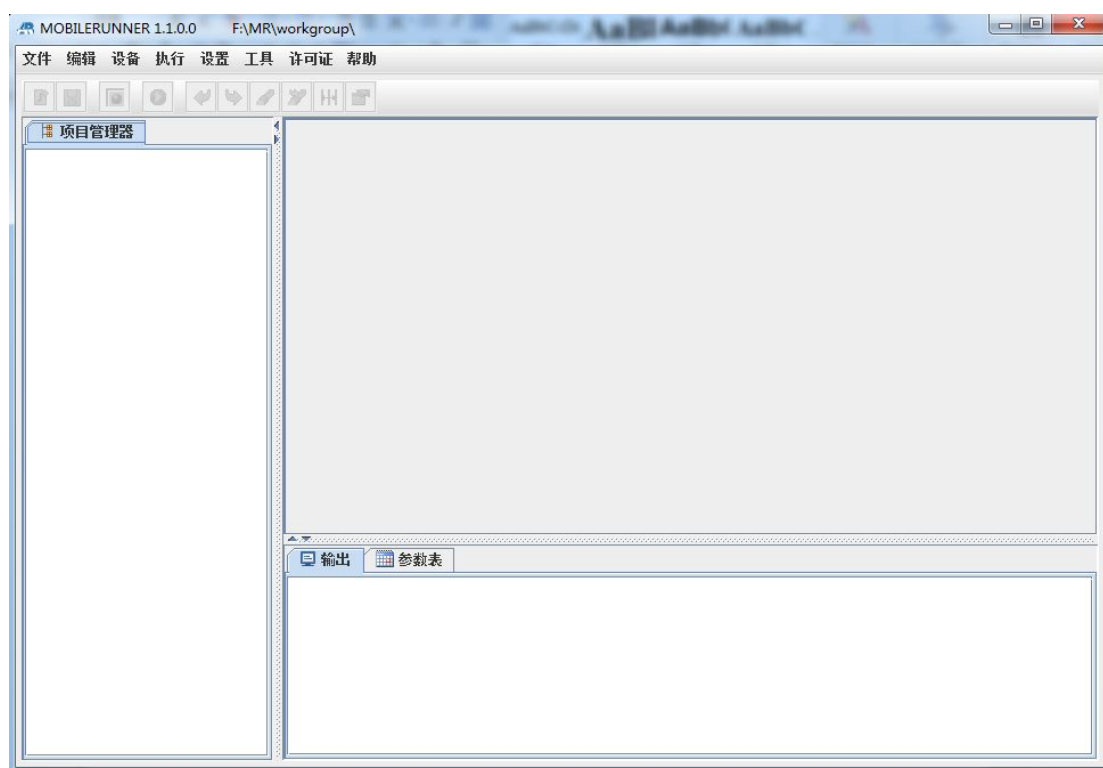 MOBILERUNNER 1.1.0.0 F:\MR\workgroup\
文件 编辑 设备 执行 设置 工具 许可证 帮助
项目管理器
输出 参数表